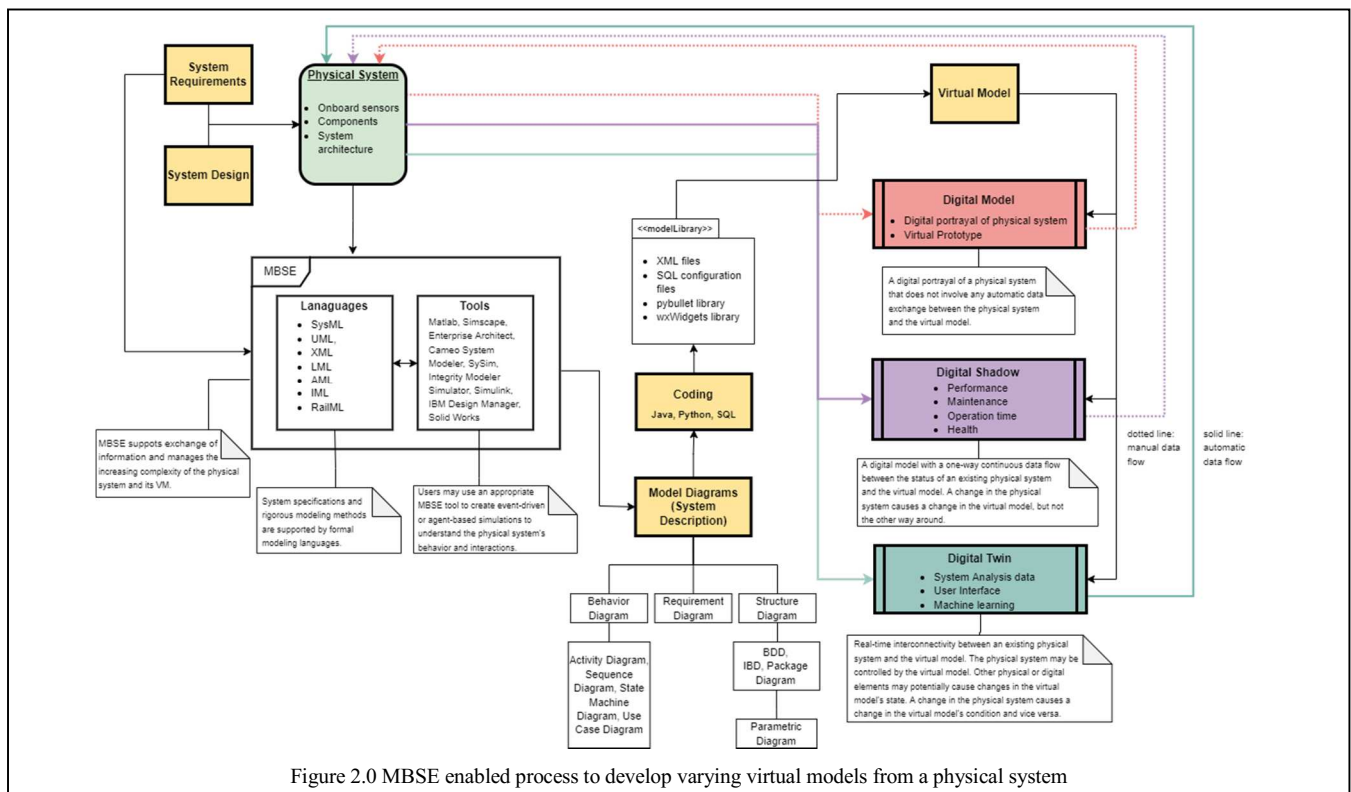 System
Requirements
System Design
Physical System
Onboard sensors
Components
System
architecture
Virtual Model
MBSE
Lanaguages
SysML
UML,
XML
LML
AML
IML
RailML
Tools
Matlab, Simscape,
Enterprise Architect,
Cameo System
Modeler, SySim,
Integrity Modeler
Simulator, Simulink,
IBM Design Manager,
Solid Works
MBSE suppots exchange of
information and manages the
increasing complexity of the physical
system and its VM.
System specifications and
rigorous modeling methods
are supported by formal
modeling languages.
Users may use an appropriate
MBSE tool to create event-driven
or agent-based simulations to
understand the physical system's
behavior and interactions.
<<modelLibrary>>
XML files
SQL configuration
files
pybullet library
wxWidgets library
Coding
Java, Python, SQL
Model Diagrams
(System
Description)
Behavior
Diagram
Requirement
Diagram
Structure
Diagram
Activity Diagram,
Sequence
Diagram, State
Machine
Diagram, Use
Case Diagram
BDD,
IBD, Package
Diagram
Parametric
Diagram
Digital Model
Digital portrayal of physical system
Virtual Prototype
A digital portrayal of a physical system
that does not involve any automatic data
exchange between the physical system
and the virtual model.
Digital Shadow
Performance
Maintenance
Operation time
Health
A digital model with a one-way continuous data flow
between the status of an existing physical system
and the virtual model. A change in the physical
system causes a change in the virtual model, but not
the other way around.
dotted line:
manual data
flow
solid line:
automatic
data flow
Digital Twin
System Analysis data
User Interface
Machine learning
Real-time interconnectivity between an existing physical
system and the virtual model. The physical system may be
controlled by the virtual model. Other physical or digital
elements may potentially cause changes in the virtual
model's state. A change in the physical system causes a
change in the virtual model's condition and vice versa.
Figure 2.0 MBSE enabled process to develop varying virtual models from a physical system